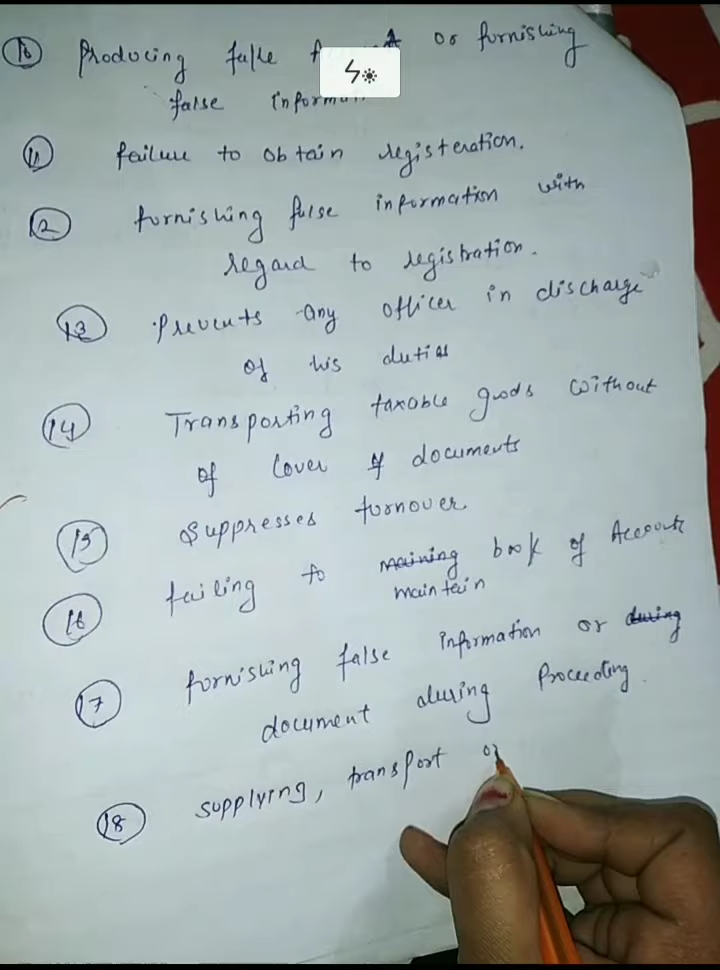 10 Producing false or furnishing
false
11 failure to obtain registeration.
12 furnishing fulse information with
regard to registration.
13 Prevents any officer in discharge
of his duties
14 Transporting taxable goods without
of cover of documents
15 Suppresses turnover.
16 failing to maining book of Accounts
maintain
17 furnishing false information or during
document during Proceeding.
18 supplying, transport or